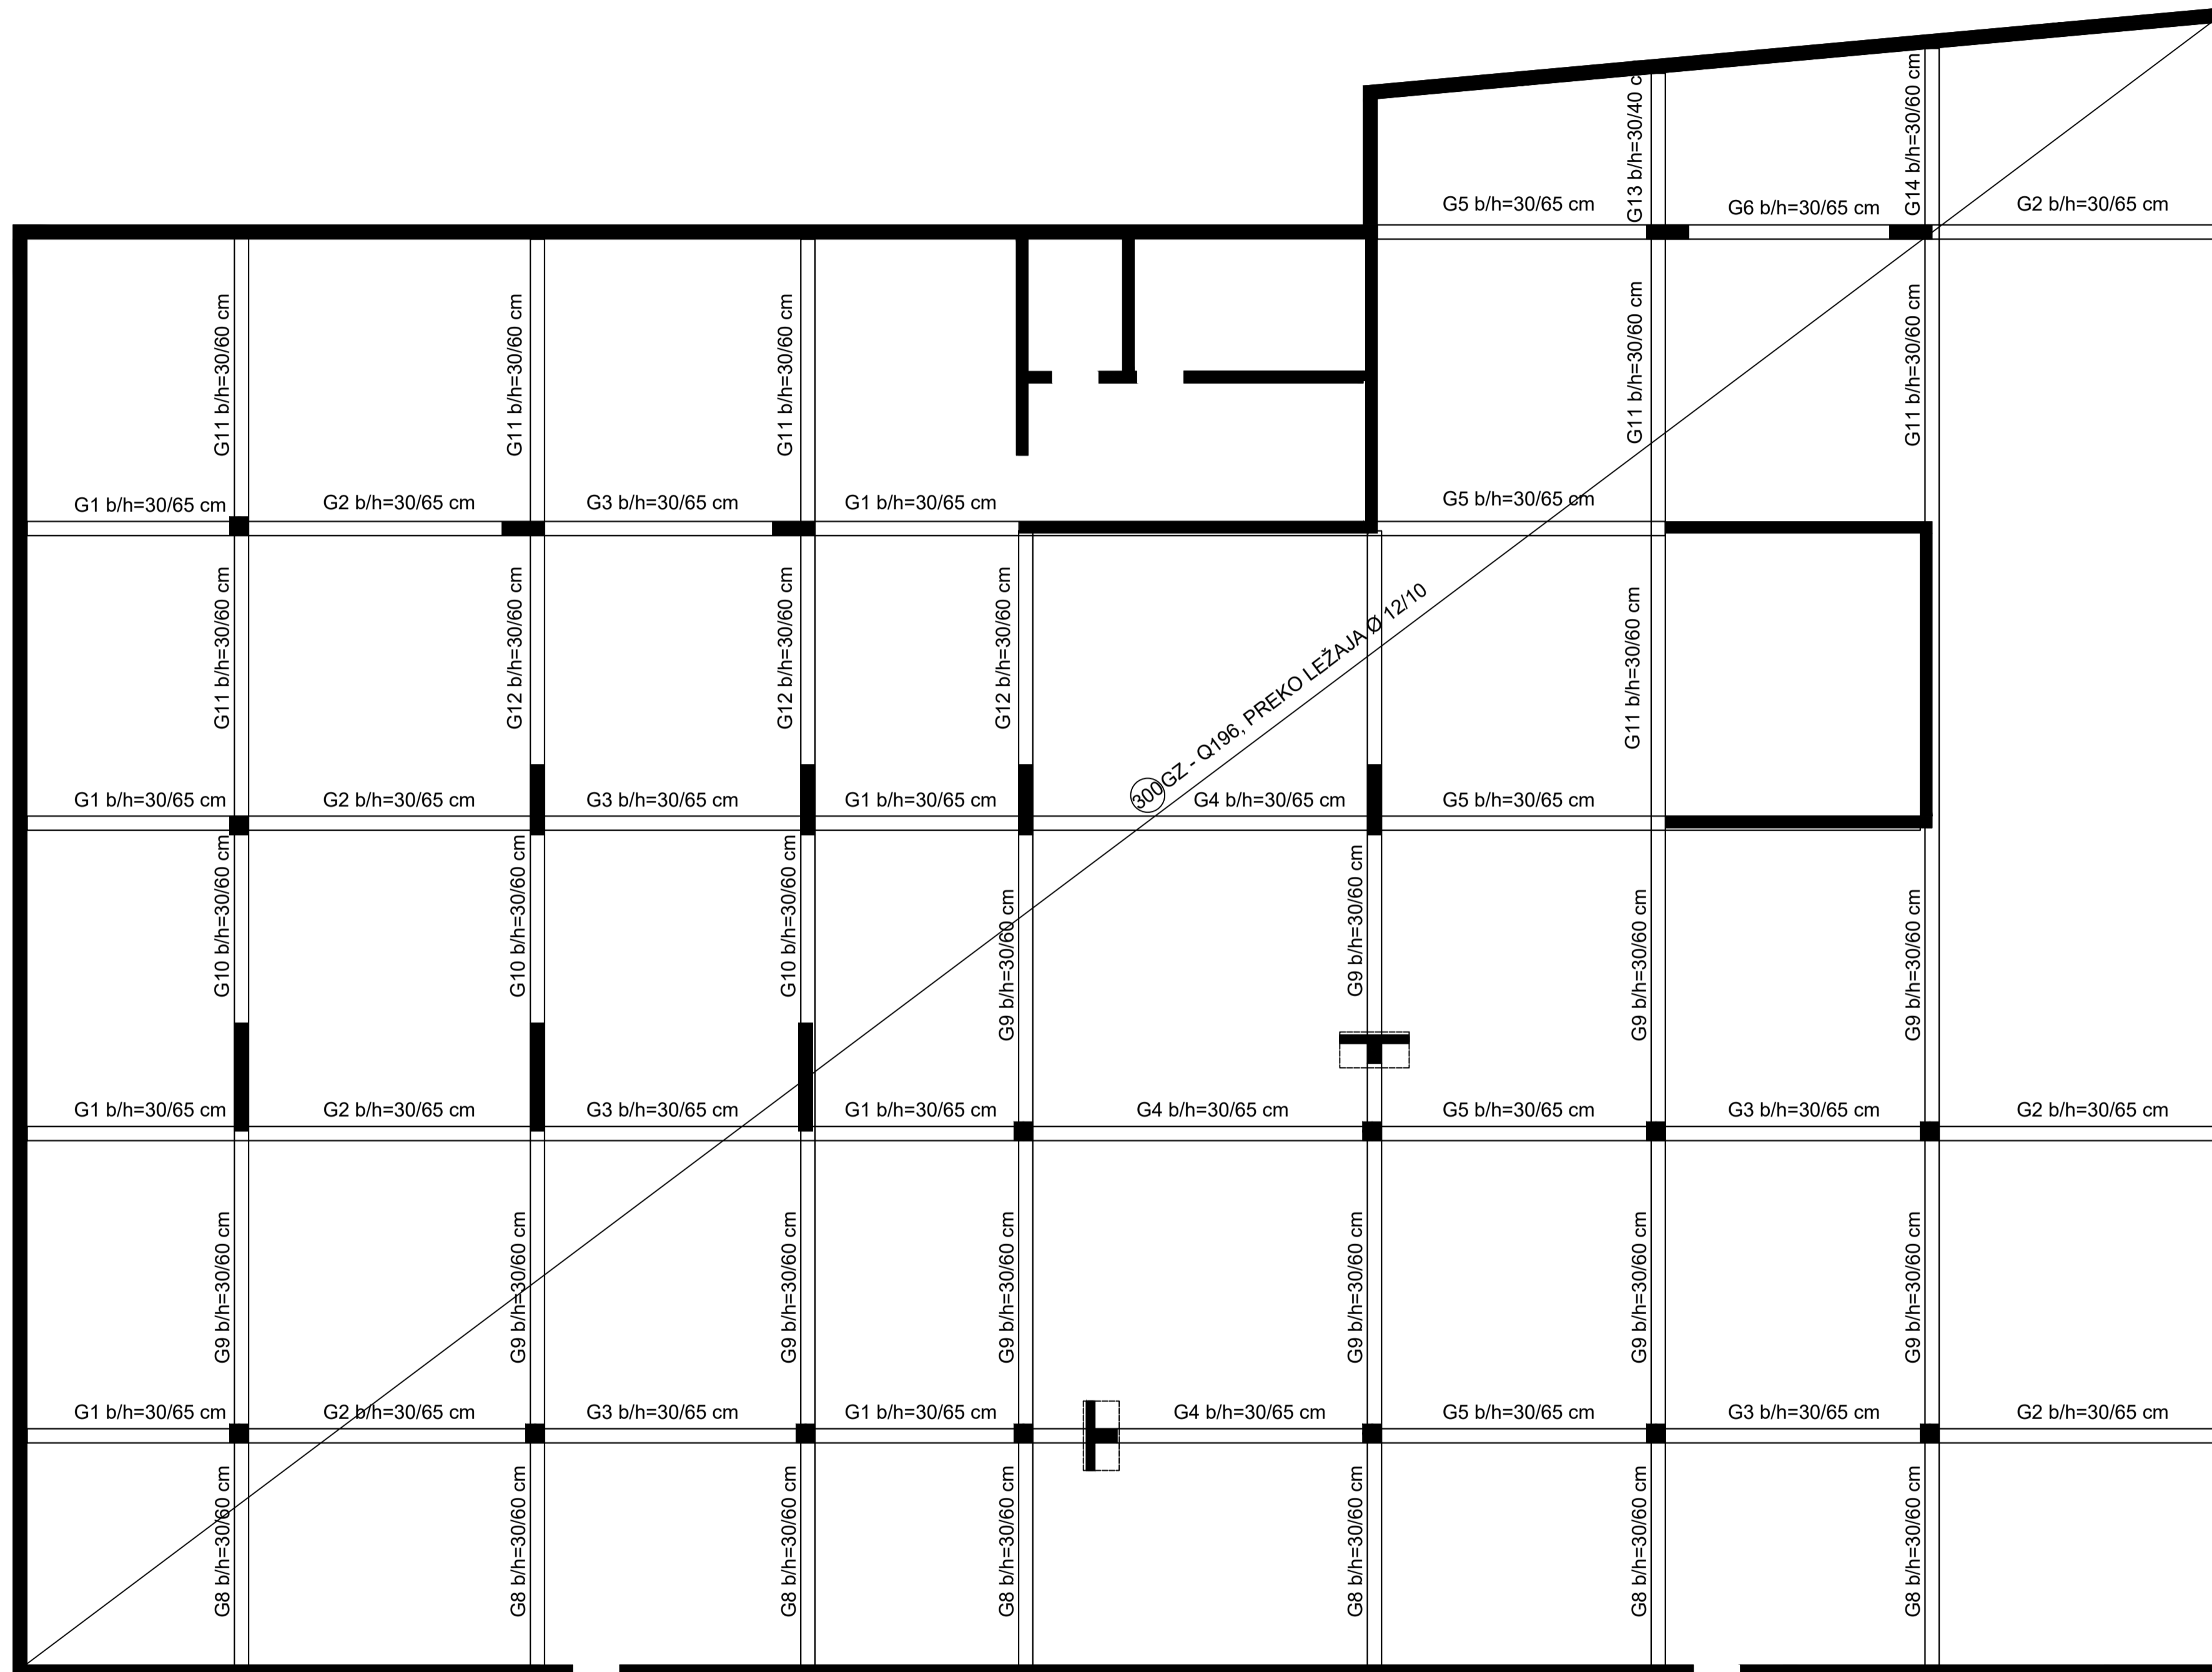 G13 b/h=30/40 c
G14 b/h=30/60 cm
G5 b/h=30/65 cm
G6 b/h=30/65 cm
G2 b/h=30/65 cm
G11 b/h=30/60 cm
G11 b/h=30/60 cm
G11 b/h=30/60 cm
G11 b/h=30/60 cm
G11 b/h=30/60 cm
G1 b/h=30/65 cm
G2 b/h=30/65 cm
G3 b/h=30/65 cm
G1 b/h=30/65 cm
G5 b/h=30/65 cm
G11 b/h=30/60 cm
G12 b/h=30/60 cm
G12 b/h=30/60 cm
G12 b/h=30/60 cm
300 GZ - Q196, PREKO LEŽAJA Ø 12/10
G11 b/h=30/60 cm
G1 b/h=30/65 cm
G2 b/h=30/65 cm
G3 b/h=30/65 cm
G1 b/h=30/65 cm
G4 b/h=30/65 cm
G5 b/h=30/65 cm
G10 b/h=30/60 cm
G10 b/h=30/60 cm
G10 b/h=30/60 cm
G9 b/h=30/60 cm
G9 b/h=30/60 cm
G9 b/h=30/60 cm
G9 b/h=30/60 cm
G1 b/h=30/65 cm
G2 b/h=30/65 cm
G3 b/h=30/65 cm
G1 b/h=30/65 cm
G4 b/h=30/65 cm
G5 b/h=30/65 cm
G3 b/h=30/65 cm
G2 b/h=30/65 cm
G9 b/h=30/60 cm
G9 b/h=30/60 cm
G9 b/h=30/60 cm
G9 b/h=30/60 cm
G9 b/h=30/60 cm
G9 b/h=30/60 cm
G9 b/h=30/60 cm
G1 b/h=30/65 cm
G2 b/h=30/65 cm
G3 b/h=30/65 cm
G1 b/h=30/65 cm
G4 b/h=30/65 cm
G5 b/h=30/65 cm
G3 b/h=30/65 cm
G2 b/h=30/65 cm
G8 b/h=30/60 cm
G8 b/h=30/60 cm
G8 b/h=30/60 cm
G8 b/h=30/60 cm
G8 b/h=30/60 cm
G8 b/h=30/60 cm
G8 b/h=30/60 cm